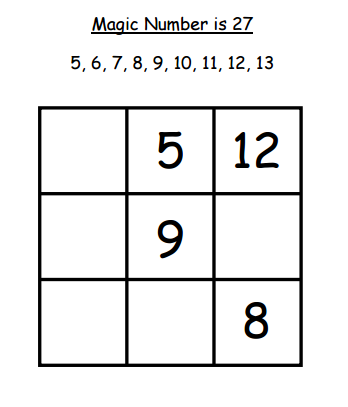 Magic Number is 27
5, 6, 7, 8, 9, 10, 11, 12, 13
5 12
9
8